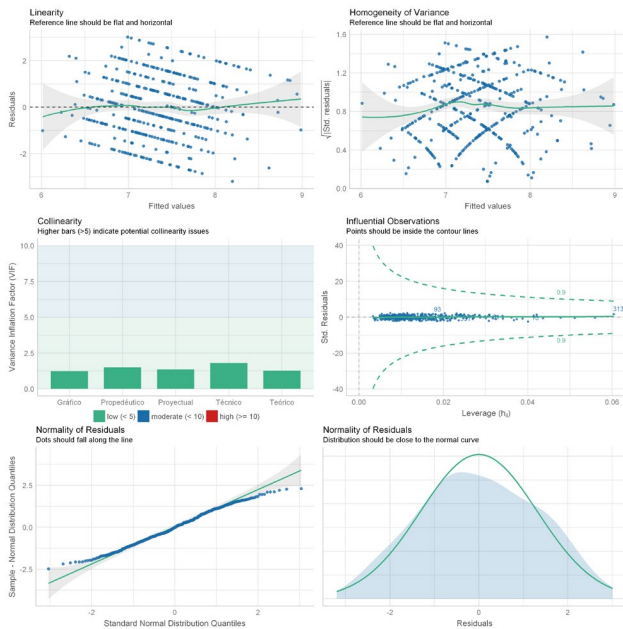 Linearity
Reference line should be flat and horizontal
Residuals
2
0
-2
6
7
8
9
Fitted values
Homogeneity of Variance
Reference line should be flat and horizontal
√|Std. residuals|
1.6
1.2
0.8
0.4
0.0
6
7
8
9
Fitted values
Collinearity
Higher bars (>5) indicate potential collinearity issues
Variance Inflation Factor (VIF)
10.0
7.5
5.0
2.5
0.0
Gráfico
Propedéutico
Proyectual
Técnico
Teórico
low (< 5)
moderate (< 10)
high (>= 10)
Influential Observations
Points should be inside the contour lines
Std. Residuals
40
20
0
-20
-40
0.9
93
313
0.9
0.00
0.02
0.04
0.06
Leverage (hᵢᵢ)
Normality of Residuals
Dots should fall along the line
Sample - Normal Distribution Quantiles
2.5
0.0
-2.5
-2
0
2
Standard Normal Distribution Quantiles
Normality of Residuals
Distribution should be close to the normal curve
-2
0
2
Residuals